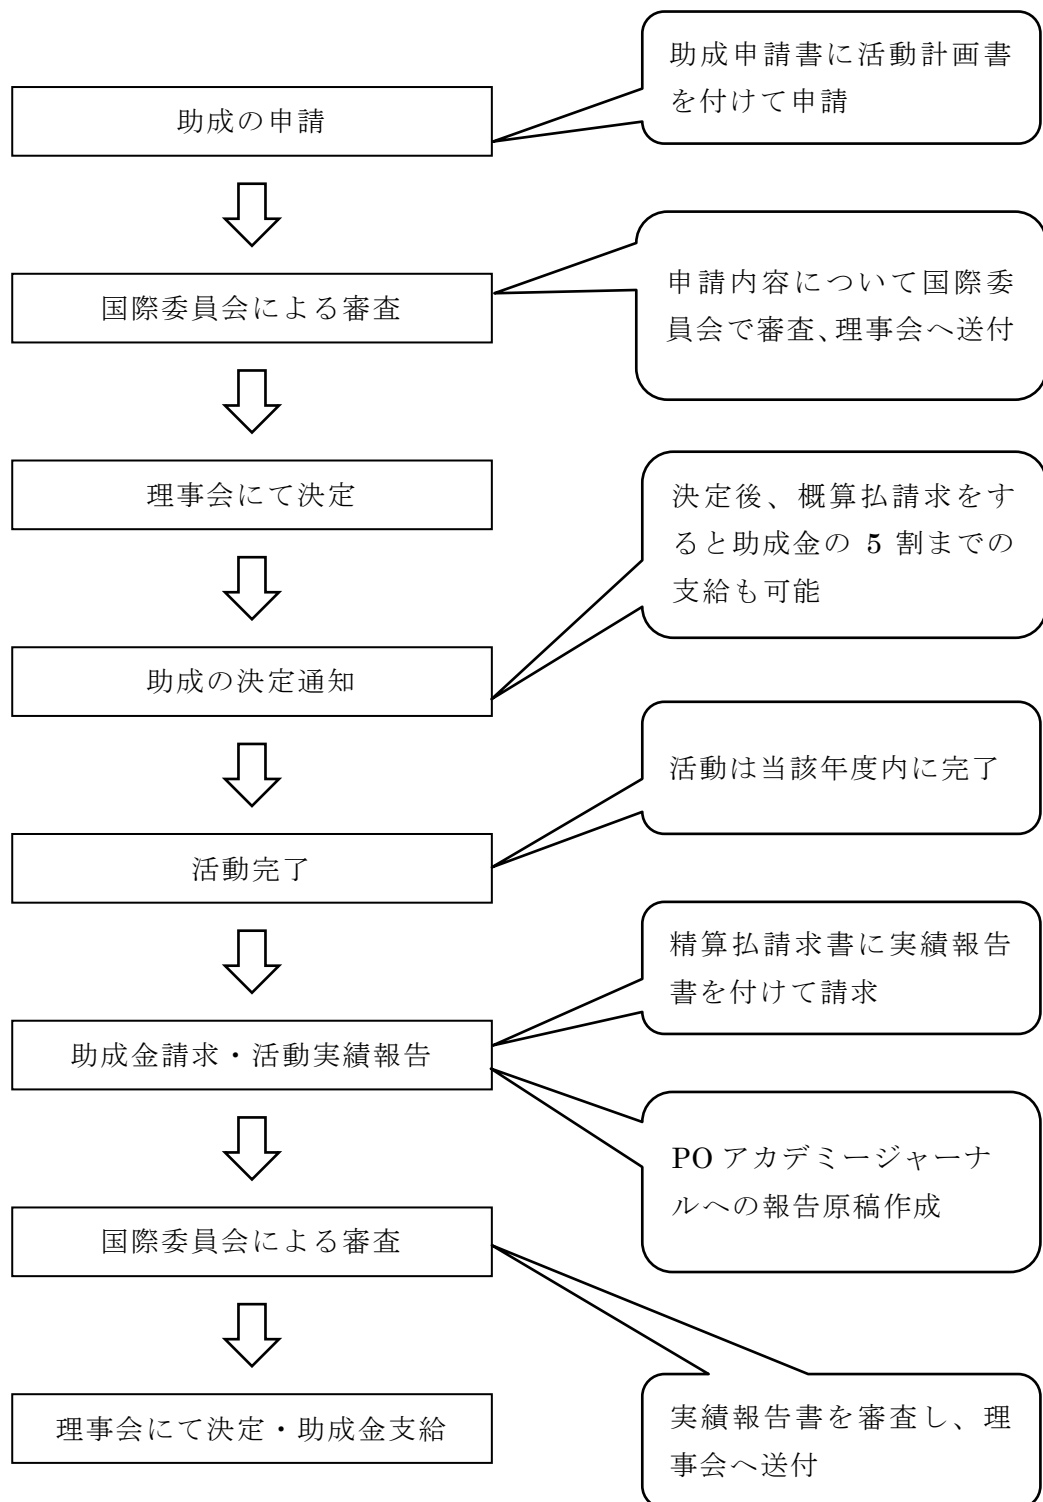 助成申請書に活動計画書
を付けて申請
助成の申請
国際委員会による審査
申請内容について国際委
員会で審査、理事会へ送付
理事会にて決定
決定後、概算払請求をす
ると助成金の 5 割までの
支給も可能
助成の決定通知
活動は当該年度内に完了
活動完了
精算払請求書に実績報告
書を付けて請求
助成金請求・活動実績報告
PO アカデミージャーナ
ルへの報告原稿作成
国際委員会による審査
実績報告書を審査し、理
事会へ送付
理事会にて決定・助成金支給